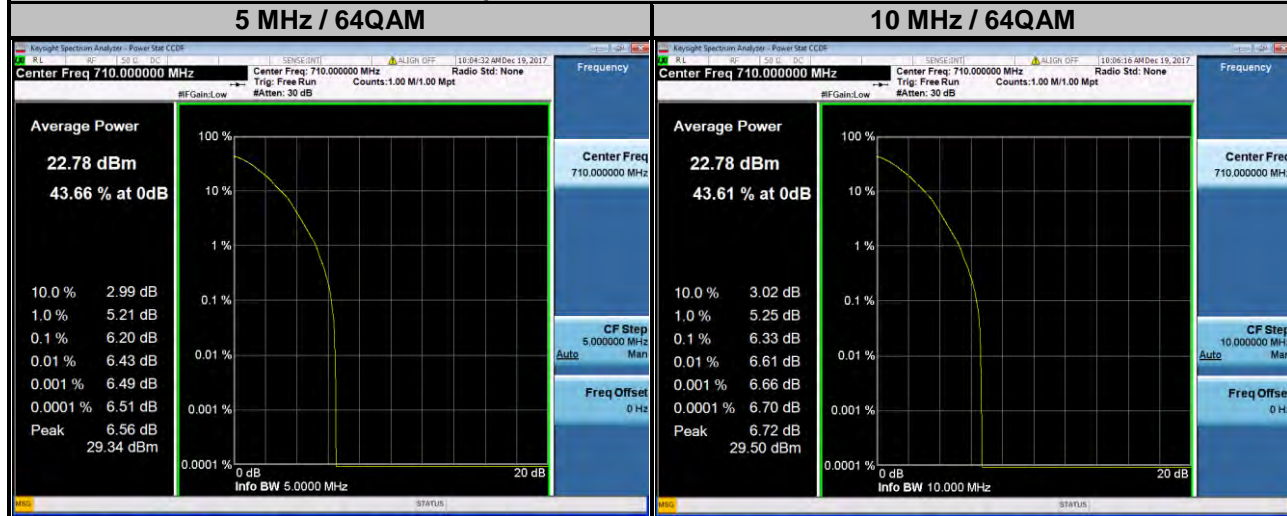 5 MHz / 64QAM
Keysight Spectrum Analyzer - Power Stat CCDF
RL RF 50 Ω DC SENSE:INT ALIGN OFF 10:04:32 AM Dec 19, 2017
Center Freq 710.000000 MHz
Center Freq: 710.000000 MHz Radio Std: None
Trig: Free Run Counts:1.00 M/1.00 Mpt
#IFGain:Low #Atten: 30 dB
Frequency
Average Power
22.78 dBm
43.66 % at 0dB
10.0 % 2.99 dB
1.0 % 5.21 dB
0.1 % 6.20 dB
0.01 % 6.43 dB
0.001 % 6.49 dB
0.0001 % 6.51 dB
Peak 6.56 dB
29.34 dBm
100 %
10 %
1 %
0.1 %
0.01 %
0.001 %
0.0001 %
0 dB 20 dB
Info BW 5.0000 MHz
Center Freq
710.000000 MHz
CF Step
5.000000 MHz
Auto Man
Freq Offset
0 Hz
MSG STATUS
10 MHz / 64QAM
Keysight Spectrum Analyzer - Power Stat CCDF
RL RF 50 Ω DC SENSE:INT ALIGN OFF 10:06:16 AM Dec 19, 2017
Center Freq 710.000000 MHz
Center Freq: 710.000000 MHz Radio Std: None
Trig: Free Run Counts:1.00 M/1.00 Mpt
#IFGain:Low #Atten: 30 dB
Frequency
Average Power
22.78 dBm
43.61 % at 0dB
10.0 % 3.02 dB
1.0 % 5.25 dB
0.1 % 6.33 dB
0.01 % 6.61 dB
0.001 % 6.66 dB
0.0001 % 6.70 dB
Peak 6.72 dB
29.50 dBm
100 %
10 %
1 %
0.1 %
0.01 %
0.001 %
0.0001 %
0 dB 20 dB
Info BW 10.000 MHz
Center Freq
710.000000 MHz
CF Step
10.000000 MHz
Auto Man
Freq Offset
0 Hz
MSG STATUS